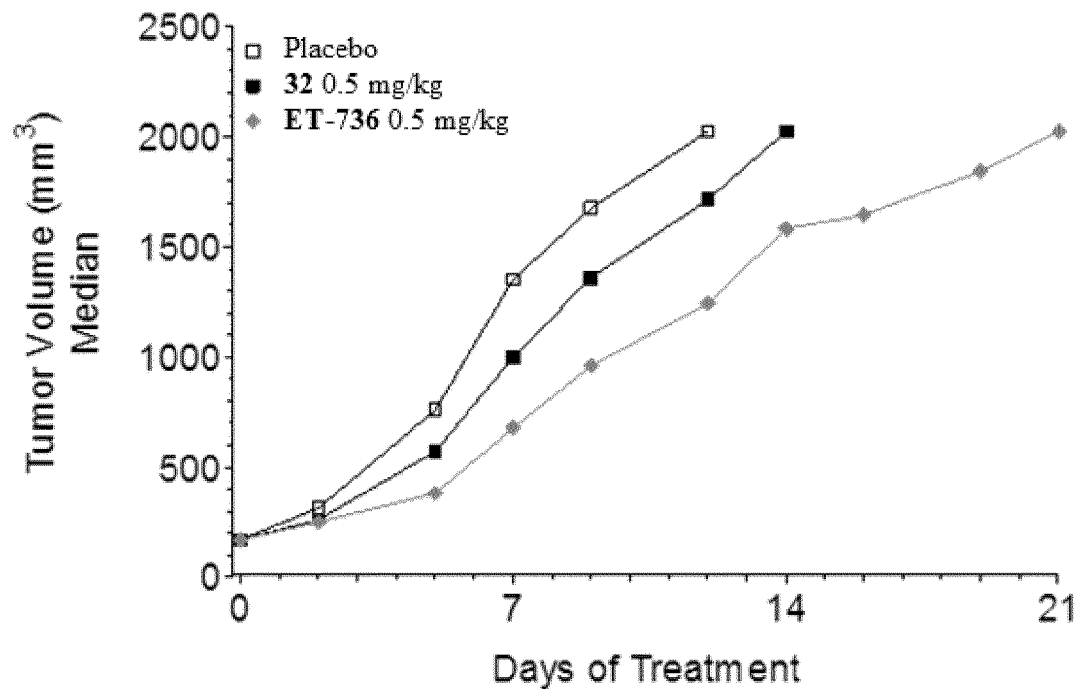 2500
2000
1500
1000
500
0
Tumor Volume (mm³)
Median
Placebo
32 0.5 mg/kg
ET-736 0.5 mg/kg
0 7 14 21
Days of Treatment